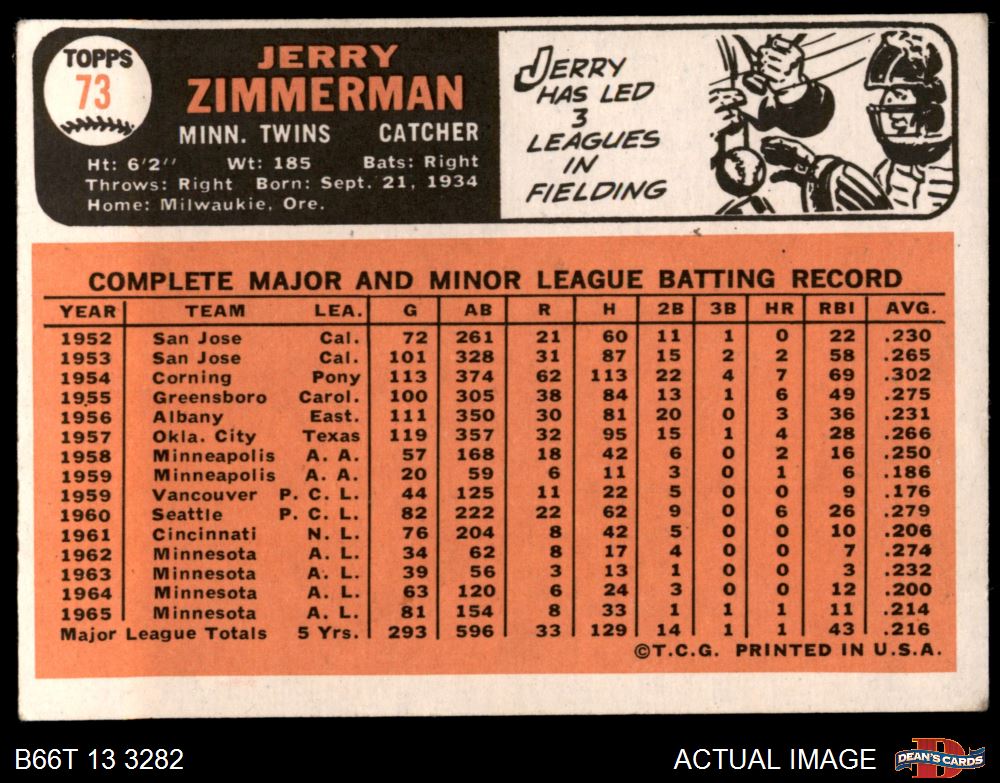 TOPPS
73
JERRY
ZIMMERMAN
MINN. TWINS CATCHER
Ht: 6'2" Wt: 185 Bats: Right
Throws: Right Born: Sept. 21, 1934
Home: Milwaukie, Ore.
JERRY
HAS LED
3
LEAGUES
IN
FIELDING
COMPLETE MAJOR AND MINOR LEAGUE BATTING RECORD
YEAR TEAM LEA. G AB R H 2B 3B HR RBI AVG.
1952 San Jose Cal. 72 261 21 60 11 1 0 22 .230
1953 San Jose Cal. 101 328 31 87 15 2 2 58 .265
1954 Corning Pony 113 374 62 113 22 4 7 69 .302
1955 Greensboro Carol. 100 305 38 84 13 1 6 49 .275
1956 Albany East. 111 350 30 81 20 0 3 36 .231
1957 Okla. City Texas 119 357 32 95 15 1 4 28 .266
1958 Minneapolis A. A. 57 168 18 42 6 0 2 16 .250
1959 Minneapolis A. A. 20 59 6 11 3 0 1 6 .186
1959 Vancouver P. C. L. 44 125 11 22 5 0 0 9 .176
1960 Seattle P. C. L. 82 222 22 62 9 0 6 26 .279
1961 Cincinnati N. L. 76 204 8 42 5 0 0 10 .206
1962 Minnesota A. L. 34 62 8 17 4 0 0 7 .274
1963 Minnesota A. L. 39 56 3 13 1 0 0 3 .232
1964 Minnesota A. L. 63 120 6 24 3 0 0 12 .200
1965 Minnesota A. L. 81 154 8 33 1 1 1 11 .214
Major League Totals 5 Yrs. 293 596 33 129 14 1 1 43 .216
©T.C.G. PRINTED IN U.S.A.
B66T 13 3282
ACTUAL IMAGE
D
DEAN'S CARDS